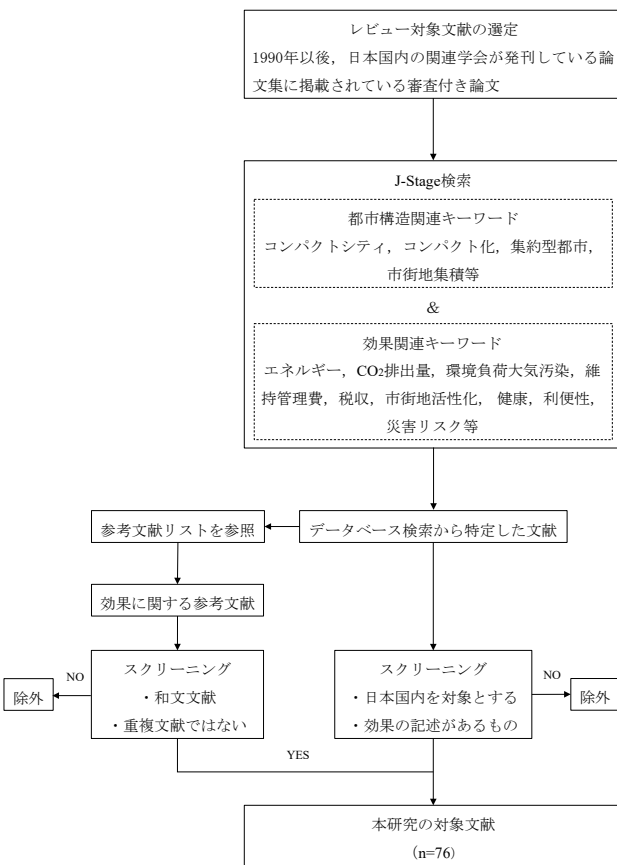 レビュー対象文献の選定
1990年以後，日本国内の関連学会が発刊している論
文集に掲載されている審査付き論文
J-Stage検索
都市構造関連キーワード
コンパクトシティ，コンパクト化，集約型都市，
市街地集積等
&
効果関連キーワード
エネルギー，CO2排出量，環境負荷大気汚染，維
持管理費，税収，市街地活性化，健康，利便性，
災害リスク等
参考文献リストを参照
データベース検索から特定した文献
効果に関する参考文献
除外
NO
スクリーニング
・和文文献
・重複文献ではない
スクリーニング
・日本国内を対象とする
・効果の記述があるもの
NO
除外
YES
本研究の対象文献
(n=76)